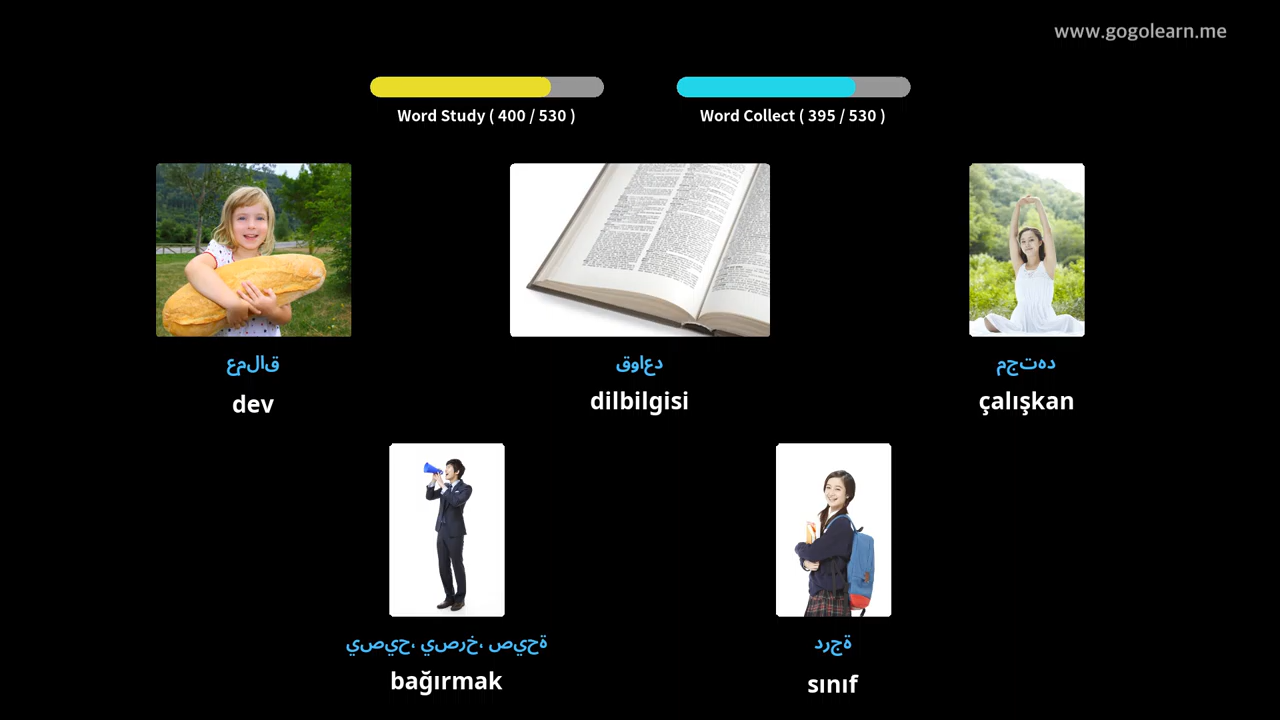 www.gogolearn.me
Word Study ( 400 / 530 )
Word Collect ( 395 / 530 )
عملاق
dev
قواعد
dilbilgisi
مجتهد
çalışkan
يصيح، يصرخ، صيحة
bağırmak
درجة
sınıf